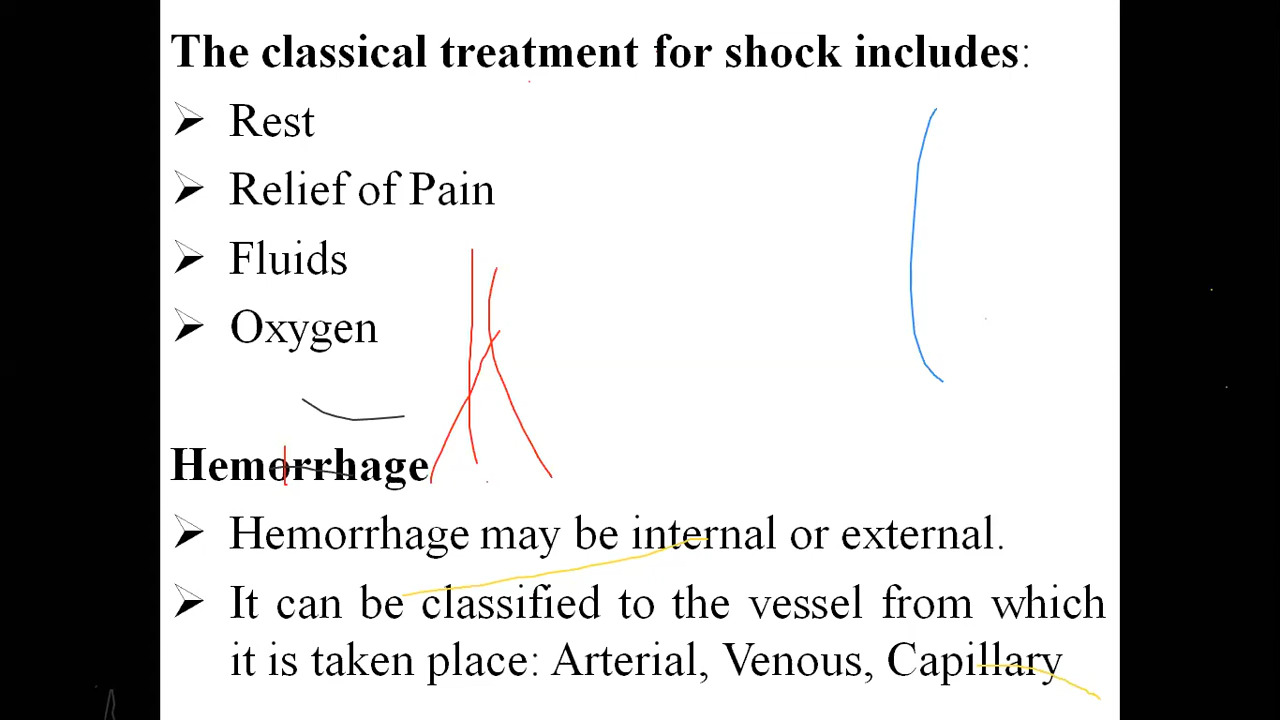 The classical treatment for shock includes:
➢ Rest
➢ Relief of Pain
➢ Fluids
➢ Oxygen
Hemorrhage
➢ Hemorrhage may be internal or external.
➢ It can be classified to the vessel from which
it is taken place: Arterial, Venous, Capillary